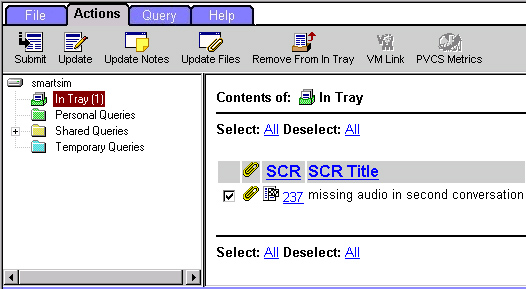 File Actions Query Help
Submit Update Update Notes Update Files Remove From In Tray VM Link PVCS Metrics
smartsim
In Tray (1)
Personal Queries
Shared Queries
Temporary Queries
Contents of: In Tray
Select: All Deselect: All
SCR SCR Title
237 missing audio in second conversation
Select: All Deselect: All